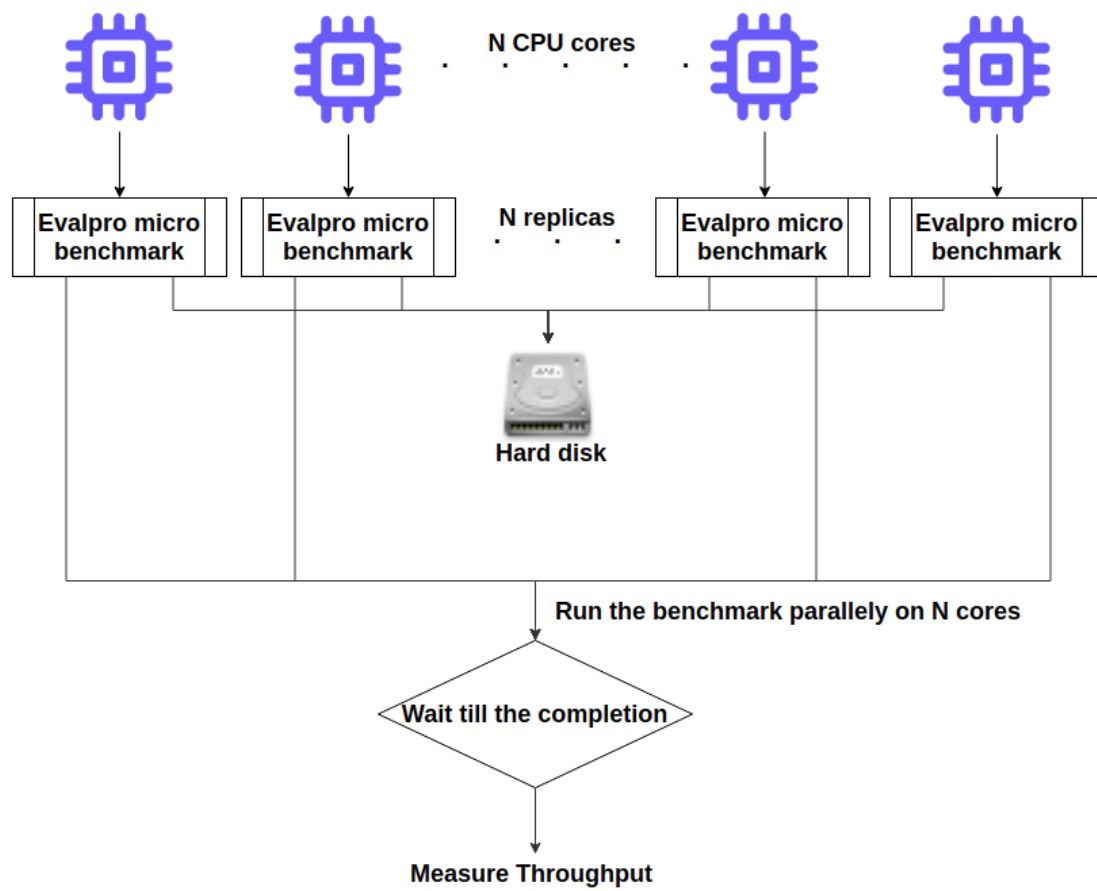 N CPU cores
Evalpro micro
benchmark
Evalpro micro
benchmark
N replicas
Evalpro micro
benchmark
Evalpro micro
benchmark
Hard disk
Run the benchmark parallely on N cores
Wait till the completion
Measure Throughput